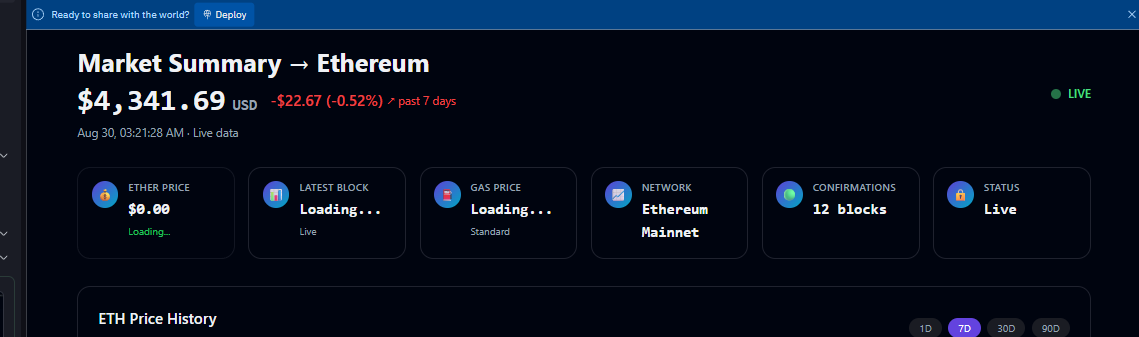 Ready to share with the world? Deploy
Market Summary → Ethereum
$4,341.69 USD -$22.67 (-0.52%) ↗ past 7 days
LIVE
Aug 30, 03:21:28 AM · Live data
ETHER PRICE
$0.00
Loading...
LATEST BLOCK
Loading...
Live
GAS PRICE
Loading...
Standard
NETWORK
Ethereum
Mainnet
CONFIRMATIONS
12 blocks
STATUS
Live
ETH Price History
1D 7D 30D 90D